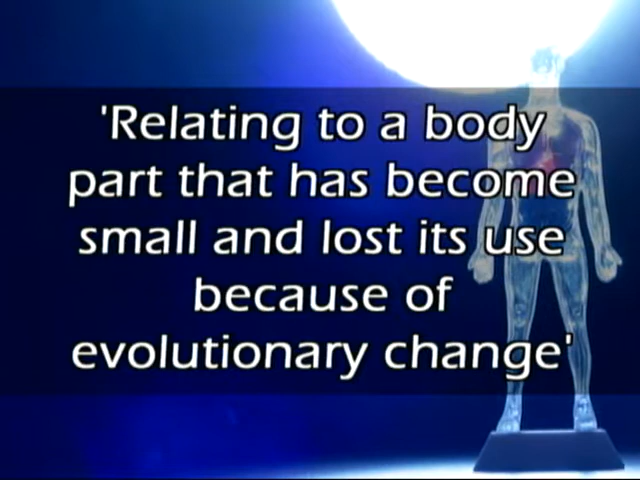 'Relating to a body
part that has become
small and lost its use
because of
evolutionary change'